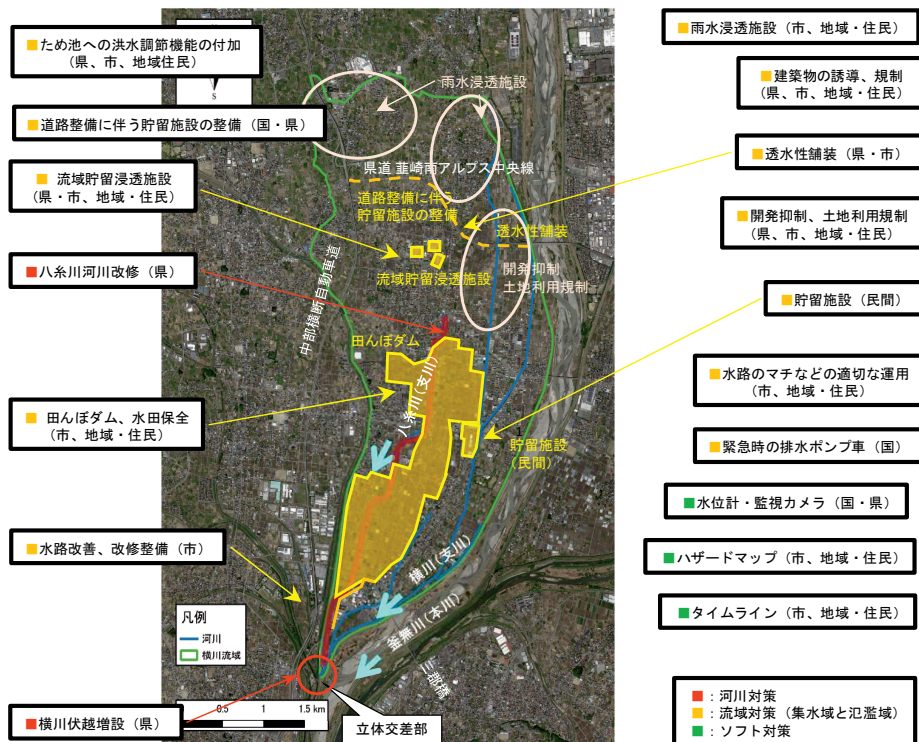 ■ため池への洪水調節機能の付加
（県、市、地域住民）
S
■道路整備に伴う貯留施設の整備（国・県）
■ 流域貯留浸透施設
（県・市、地域・住民）
■八糸川河川改修（県）
■ 田んぼダム、水田保全
（市、地域・住民）
■水路改善、改修整備（市）
■横川伏越増設（県）
雨水浸透施設
県道 韮崎南アルプス中央線
道路整備に伴う
貯留施設の整備
透水性舗装
流域貯留浸透施設
開発抑制
土地利用規制
中部横断自動車道
田んぼダム
八糸川（支川）
貯留施設
（民間）
横川（支川）
釜無川（本川）
三郡橋
凡例
河川
横川流域
0.5 1 1.5 km
立体交差部
■雨水浸透施設（市、地域・住民）
■建築物の誘導、規制
（県、市、地域・住民）
■透水性舗装（県・市）
■開発抑制、土地利用規制
（県、市、地域・住民）
■貯留施設（民間）
■水路のマチなどの適切な運用
（市、地域・住民）
■緊急時の排水ポンプ車（国）
■水位計・監視カメラ（国・県）
■ハザードマップ（市、地域・住民）
■タイムライン（市、地域・住民）
■：河川対策
■：流域対策（集水域と氾濫域）
■：ソフト対策